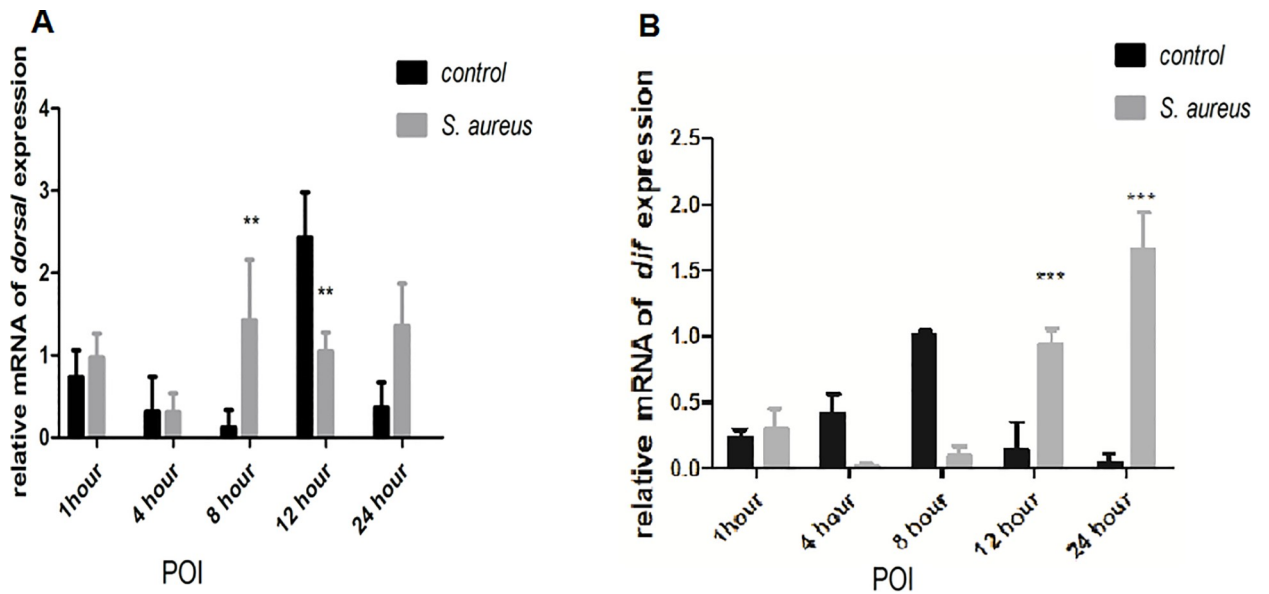 A
relative mRNA of dorsal expression
control
S. aureus
4
3
2
1
0
**
**
1hour
4 hour
8 hour
12 hour
24 hour
POI
B
relative mRNA of dif expression
control
S. aureus
2.5
2.0
1.5
1.0
0.5
0.0
***
***
1hour
4 hour
8 hour
12 hour
24 hour
POI